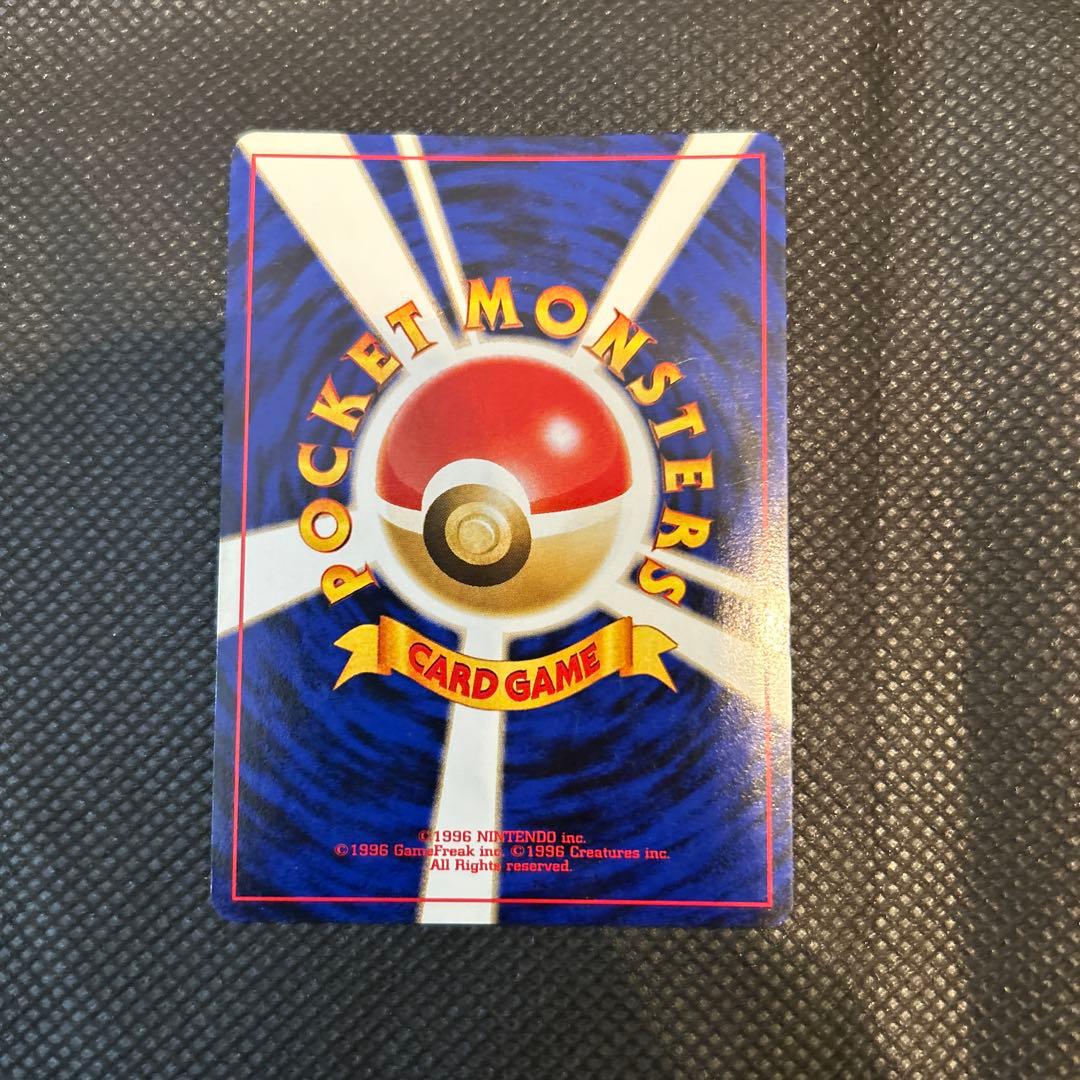 POCKET MONSTERS
CARD GAME
©1996 NINTENDO inc.
©1996 GameFreak inc. ©1996 Creatures inc.
All Rights reserved.